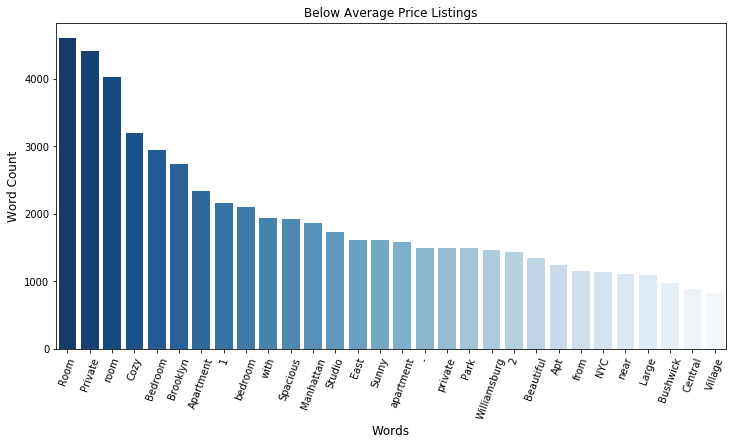 Below Average Price Listings
Word Count
4000
3000
2000
1000
0
Room
Private
room
Cozy
Bedroom
Brooklyn
Apartment
1
bedroom
with
Spacious
Manhattan
Studio
East
Sunny
apartment
-
private
Park
Williamsburg
2
Beautiful
Apt
from
NYC
near
Large
Bushwick
Central
Village
Words